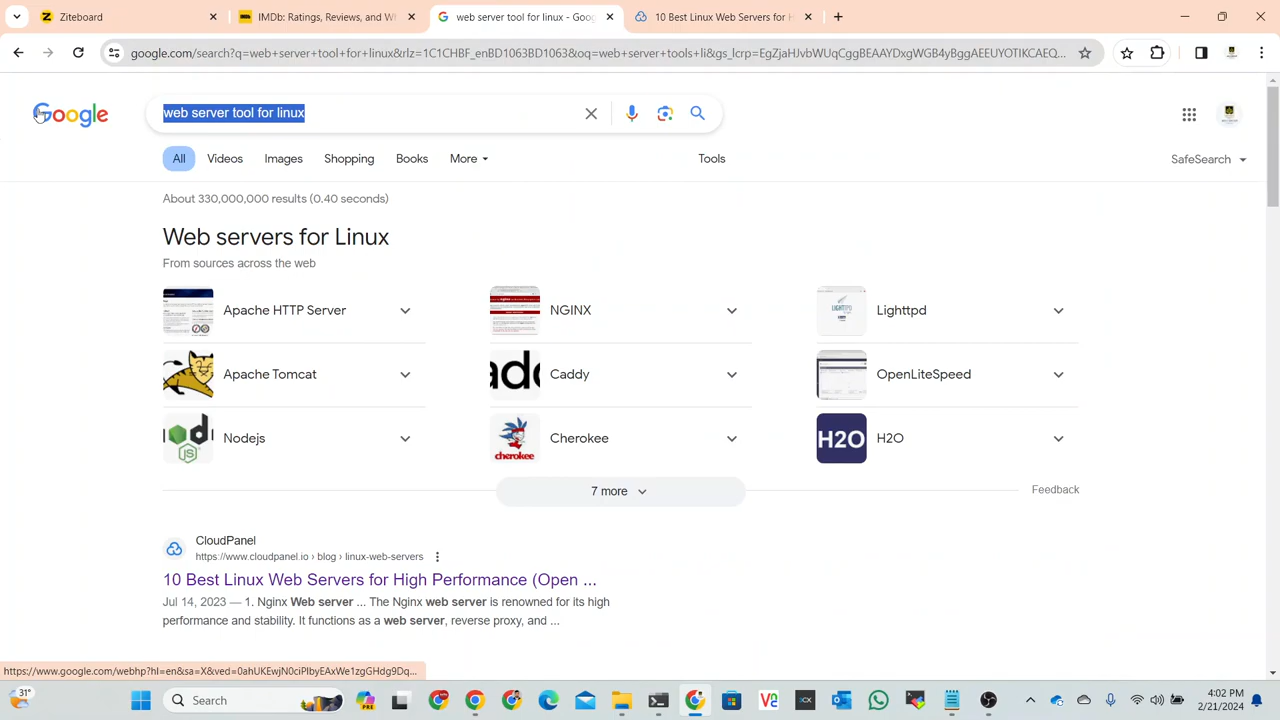 Ziteboard
IMDb: Ratings, Reviews, and Wh
web server tool for linux - Goog
10 Best Linux Web Servers for H
google.com/search?q=web+server+tool+for+linux&rlz=1C1CHBF_enBD1063BD1063&oq=web+server+tools+li&gs_lcrp=EgZjaHJvbWUqCggBEAAYDxgWGB4yBggAEEUYOTIKCAEQ...
Google
web server tool for linux
All Videos Images Shopping Books More Tools
SafeSearch
About 330,000,000 results (0.40 seconds)
Web servers for Linux
From sources across the web
Apache HTTP Server
NGINX
LIGHTTPD
Lighttpd
Apache Tomcat
add
Caddy
OpenLiteSpeed
Nodejs
cherokee
Cherokee
H2O
H2O
7 more
Feedback
CloudPanel
https://www.cloudpanel.io › blog › linux-web-servers
10 Best Linux Web Servers for High Performance (Open ...
Jul 14, 2023 — 1. Nginx Web server ... The Nginx web server is renowned for its high
performance and stability. It functions as a web server, reverse proxy, and ...
https://www.google.com/webhp?hl=en&sa=X&ved=0ahUKEwjN0ciPlbyEAxWe1zgGHdg9Dq...
31°
Search
4:02 PM
2/21/2024